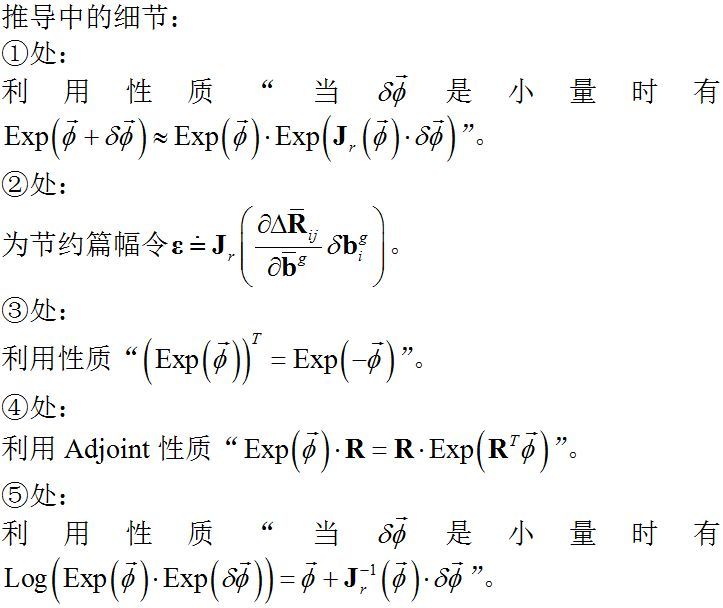 推导中的细节：
①处：
利用性质“当 $\delta\vec{\phi}$ 是小量时有
$\mathrm{Exp}\left(\vec{\phi}+\delta\vec{\phi}\right)\approx\mathrm{Exp}\left(\vec{\phi}\right)\cdot\mathrm{Exp}\left(\mathbf{J}_r\left(\vec{\phi}\right)\cdot\delta\vec{\phi}\right)$”。
②处：
为节约篇幅令 $\boldsymbol{\varepsilon}\doteq\mathbf{J}_r\left(\frac{\partial\Delta\overline{\mathbf{R}}_{ij}}{\partial\overline{\mathbf{b}}^g}\delta\mathbf{b}_i^g\right)$。
③处：
利用性质“$\left(\mathrm{Exp}\left(\vec{\phi}\right)\right)^T=\mathrm{Exp}\left(-\vec{\phi}\right)$”。
④处：
利用 Adjoint 性质“$\mathrm{Exp}\left(\vec{\phi}\right)\cdot\mathbf{R}=\mathbf{R}\cdot\mathrm{Exp}\left(\mathbf{R}^T\vec{\phi}\right)$”。
⑤处：
利用性质“当 $\delta\vec{\phi}$ 是小量时有
$\mathrm{Log}\left(\mathrm{Exp}\left(\vec{\phi}\right)\cdot\mathrm{Exp}\left(\delta\vec{\phi}\right)\right)=\vec{\phi}+\mathbf{J}_r^{-1}\left(\vec{\phi}\right)\cdot\delta\vec{\phi}$”。